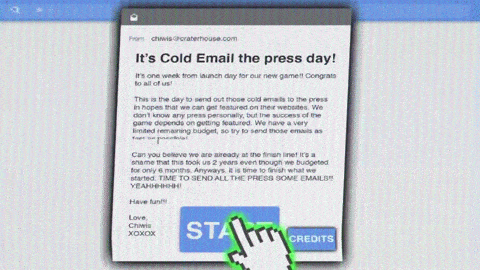 From chiwis@craterhouse.com
It's Cold Email the press day!
It's one week from launch day for our new game!! Congrats
to all of us!
This is the day to send out those cold emails to the press
in hopes that we can get featured on their websites. We
don't know any press personally, but the success of the
game depends on getting featured. We have a very
limited remaining budget, so try to send those emails as
Can you believe we are already at the finish line! It's a
shame that this took us 2 years even though we budgeted
for only 6 months. Anyways, it is time to finish what we
started: TIME TO SEND ALL THE PRESS SOME EMAILS!!!
YEAHHHHHH!
Have fun!!!
Love,
Chiwis
XOXOX
START
CREDITS